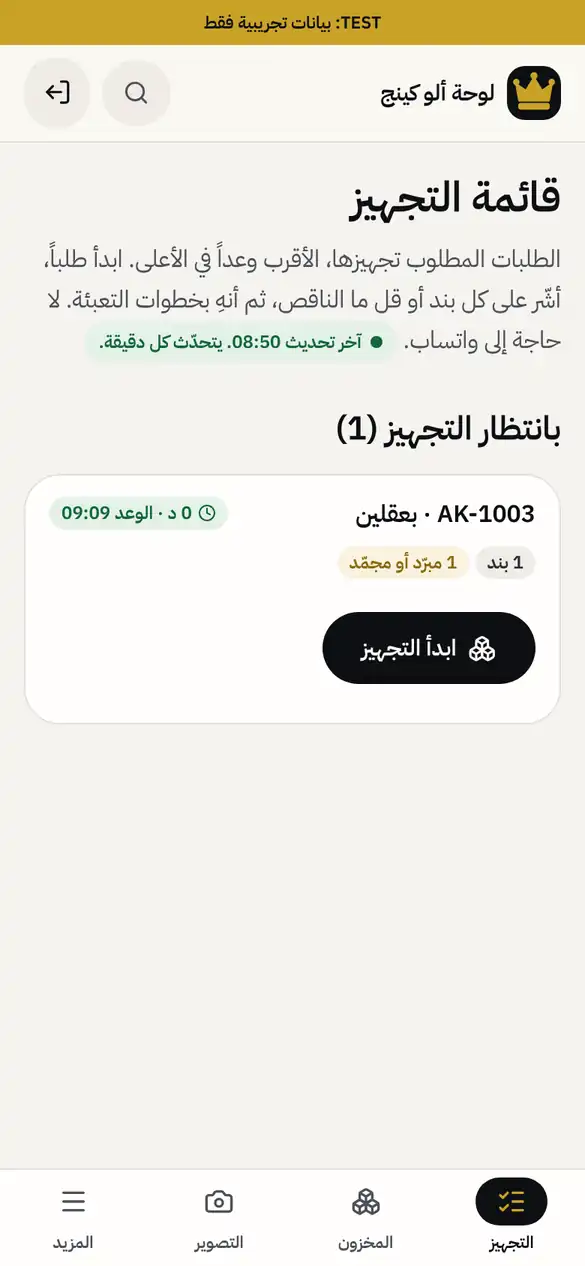 TEST: بيانات تجريبية فقط
لوحة ألو كينج
قائمة التجهيز
الطلبات المطلوب تجهيزها، الأقرب وعداً في الأعلى. ابدأ طلباً،
أشّر على كل بند أو قل ما الناقص، ثم أنهِ بخطوات التعبئة. لا
حاجة إلى واتساب. آخر تحديث 08:50. يتحدّث كل دقيقة.
بانتظار التجهيز (1)
AK-1003 · بعقلين
0 د · الوعد 09:09
1 بند
1 مبرّد أو مجمّد
ابدأ التجهيز
التجهيز
المخزون
التصوير
المزيد